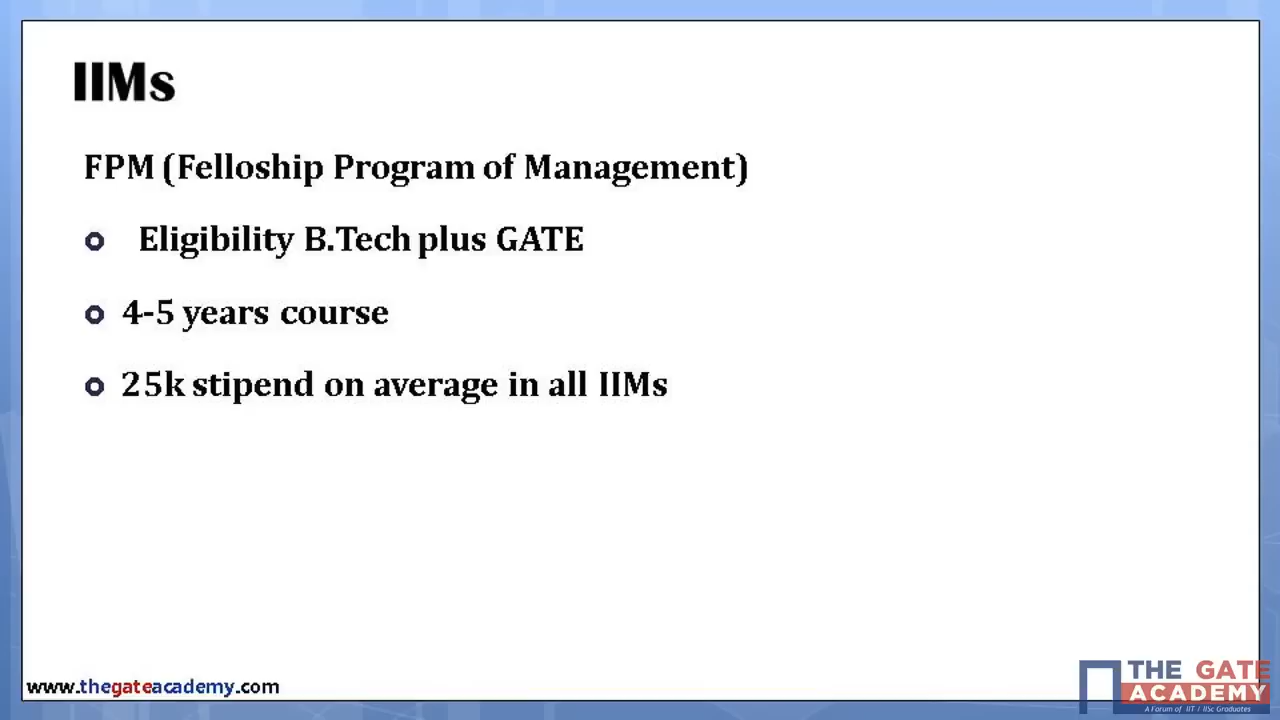 IIMs
FPM (Felloship Program of Management)
Eligibility B.Tech plus GATE
4-5 years course
25k stipend on average in all IIMs
www.thegateacademy.com
THE GATE
ACADEMY
A Forum of IIT / IISc Graduates